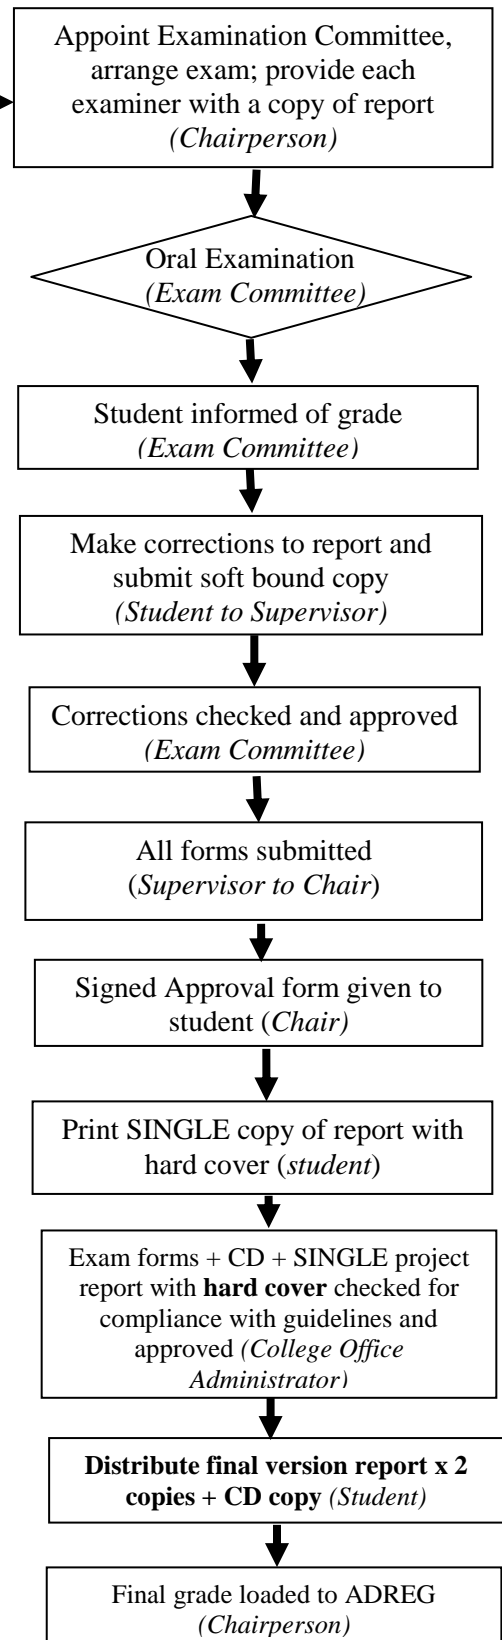 Appoint Examination Committee,
arrange exam; provide each
examiner with a copy of report
(Chairperson)
Oral Examination
(Exam Committee)
Student informed of grade
(Exam Committee)
Make corrections to report and
submit soft bound copy
(Student to Supervisor)
Corrections checked and approved
(Exam Committee)
All forms submitted
(Supervisor to Chair)
Signed Approval form given to
student (Chair)
Print SINGLE copy of report with
hard cover (student)
Exam forms + CD + SINGLE project
report with hard cover checked for
compliance with guidelines and
approved (College Office
Administrator)
Distribute final version report x 2
copies + CD copy (Student)
Final grade loaded to ADREG
(Chairperson)